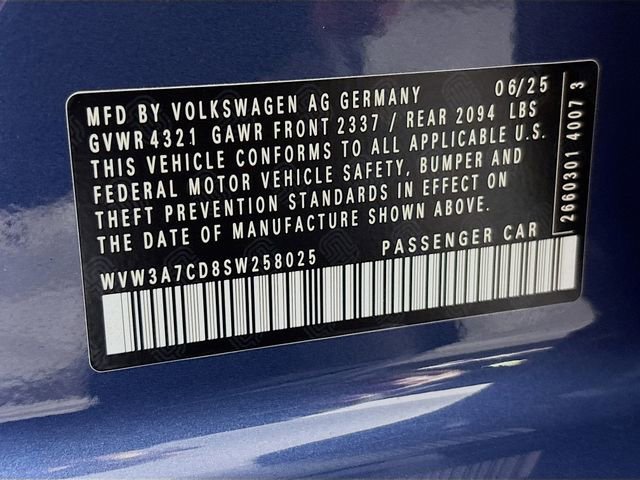 MFD BY VOLKSWAGEN AG GERMANY 06/25
GVWR 4321 GAWR FRONT 2337 / REAR 2094 LBS
THIS VEHICLE CONFORMS TO ALL APPLICABLE U.S.
FEDERAL MOTOR VEHICLE SAFETY, BUMPER AND
THEFT PREVENTION STANDARDS IN EFFECT ON
THE DATE OF MANUFACTURE SHOWN ABOVE.
WVW3A7CD8SW258025 PASSENGER CAR
2660301 4007 3